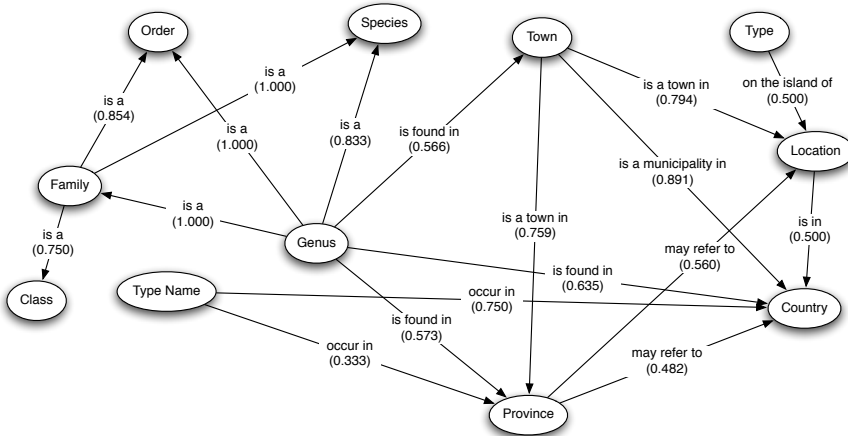 Order
Species
Town
Type
is a
(1.000)
is a
(0.854)
is a town in
(0.794)
on the island of
(0.500)
is a
(1.000)
is a
(0.833)
is found in
(0.566)
is a municipality in
(0.891)
Location
Family
is a
(1.000)
is a town in
(0.759)
is in
(0.500)
is a
(0.750)
Genus
may refer to
(0.560)
is found in
(0.635)
Class
Type Name
occur in
(0.750)
Country
is found in
(0.573)
occur in
(0.333)
may refer to
(0.482)
Province